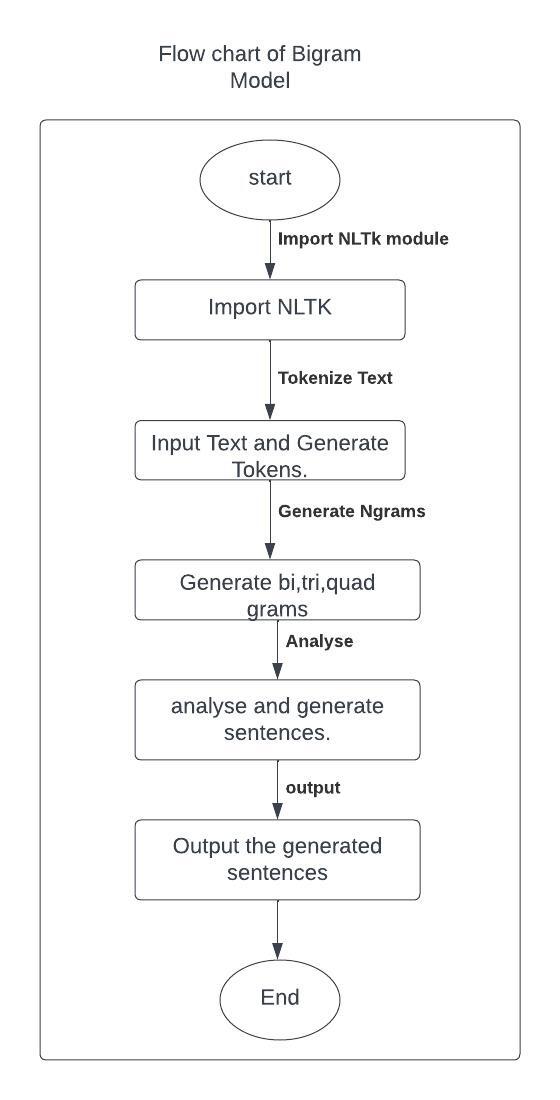 Flow chart of Bigram
Model
start
Import NLTk module
Import NLTK
Tokenize Text
Input Text and Generate
Tokens.
Generate Ngrams
Generate bi,tri,quad
grams
Analyse
analyse and generate
sentences.
output
Output the generated
sentences
End